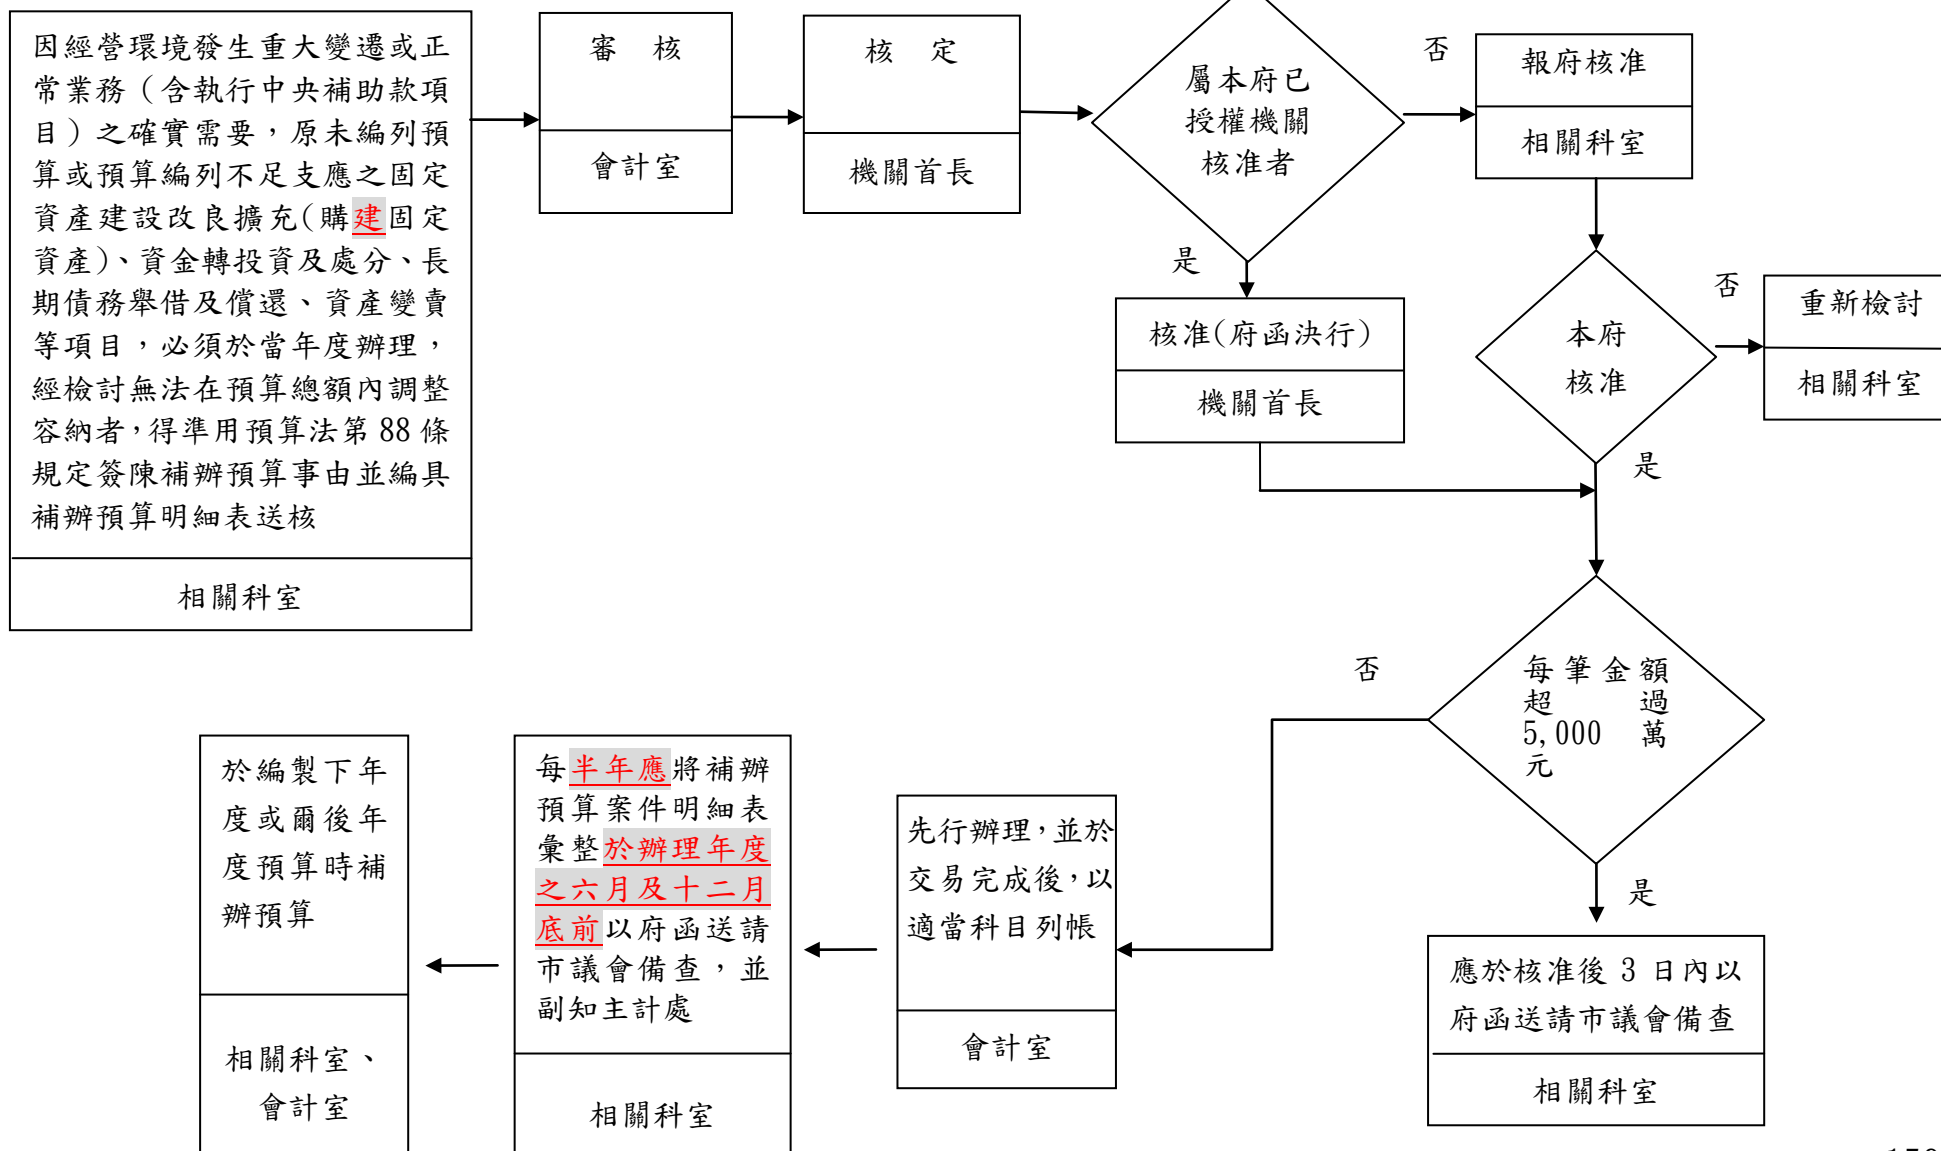 因經營環境發生重大變遷或正
常業務（含執行中央補助款項
目）之確實需要，原未編列預
算或預算編列不足支應之固定
資產建設改良擴充(購建固定
資產)、資金轉投資及處分、長
期債務舉借及償還、資產變賣
等項目，必須於當年度辦理，
經檢討無法在預算總額內調整
容納者，得準用預算法第 88 條
規定簽陳補辦預算事由並編具
補辦預算明細表送核
相關科室
審　核
會計室
核　定
機關首長
屬本府已
授權機關
核准者
否
報府核准
相關科室
是
核准(府函決行)
機關首長
本府
核准
否
重新檢討
相關科室
是
每筆金額
超過
5,000 萬
元
否
是
應於核准後 3 日內以
府函送請市議會備查
相關科室
先行辦理，並於
交易完成後，以
適當科目列帳
會計室
每半年應將補辦
預算案件明細表
彙整於辦理年度
之六月及十二月
底前以府函送請
市議會備查，並
副知主計處
相關科室
於編製下年
度或爾後年
度預算時補
辦預算
相關科室、
會計室